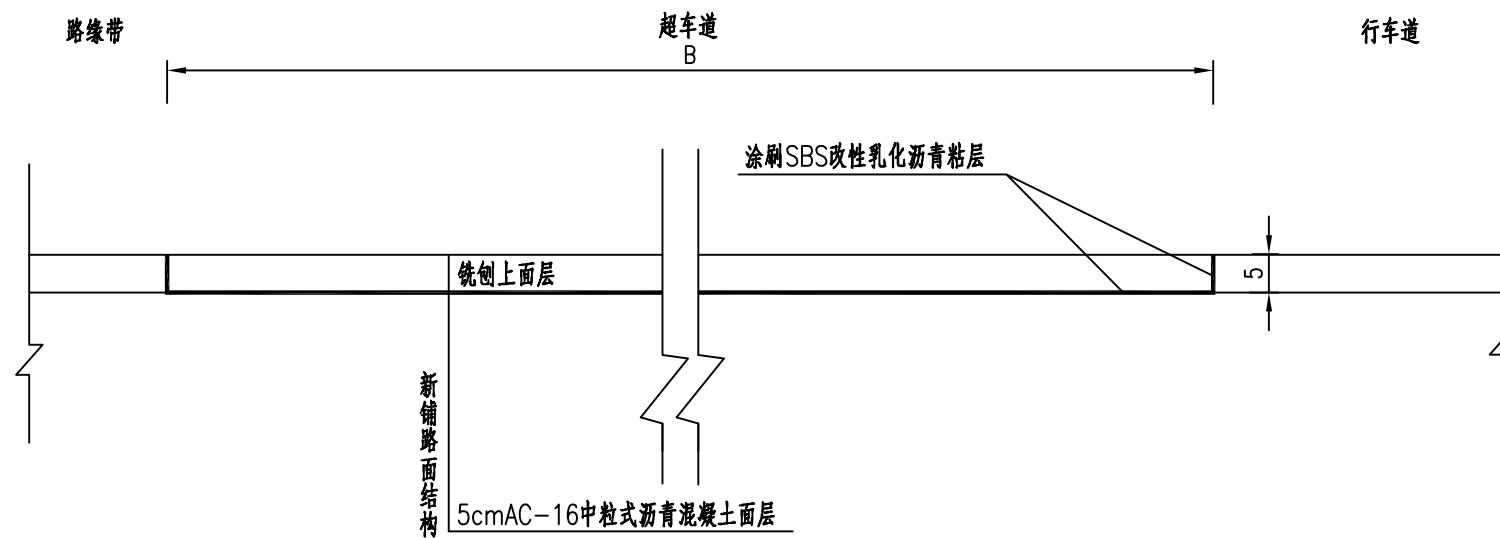 路缘带
超车道
行车道
B
涂刷SBS改性乳化沥青粘层
铣刨上面层
5
新铺路面结构
5cmAC-16中粒式沥青混凝土面层